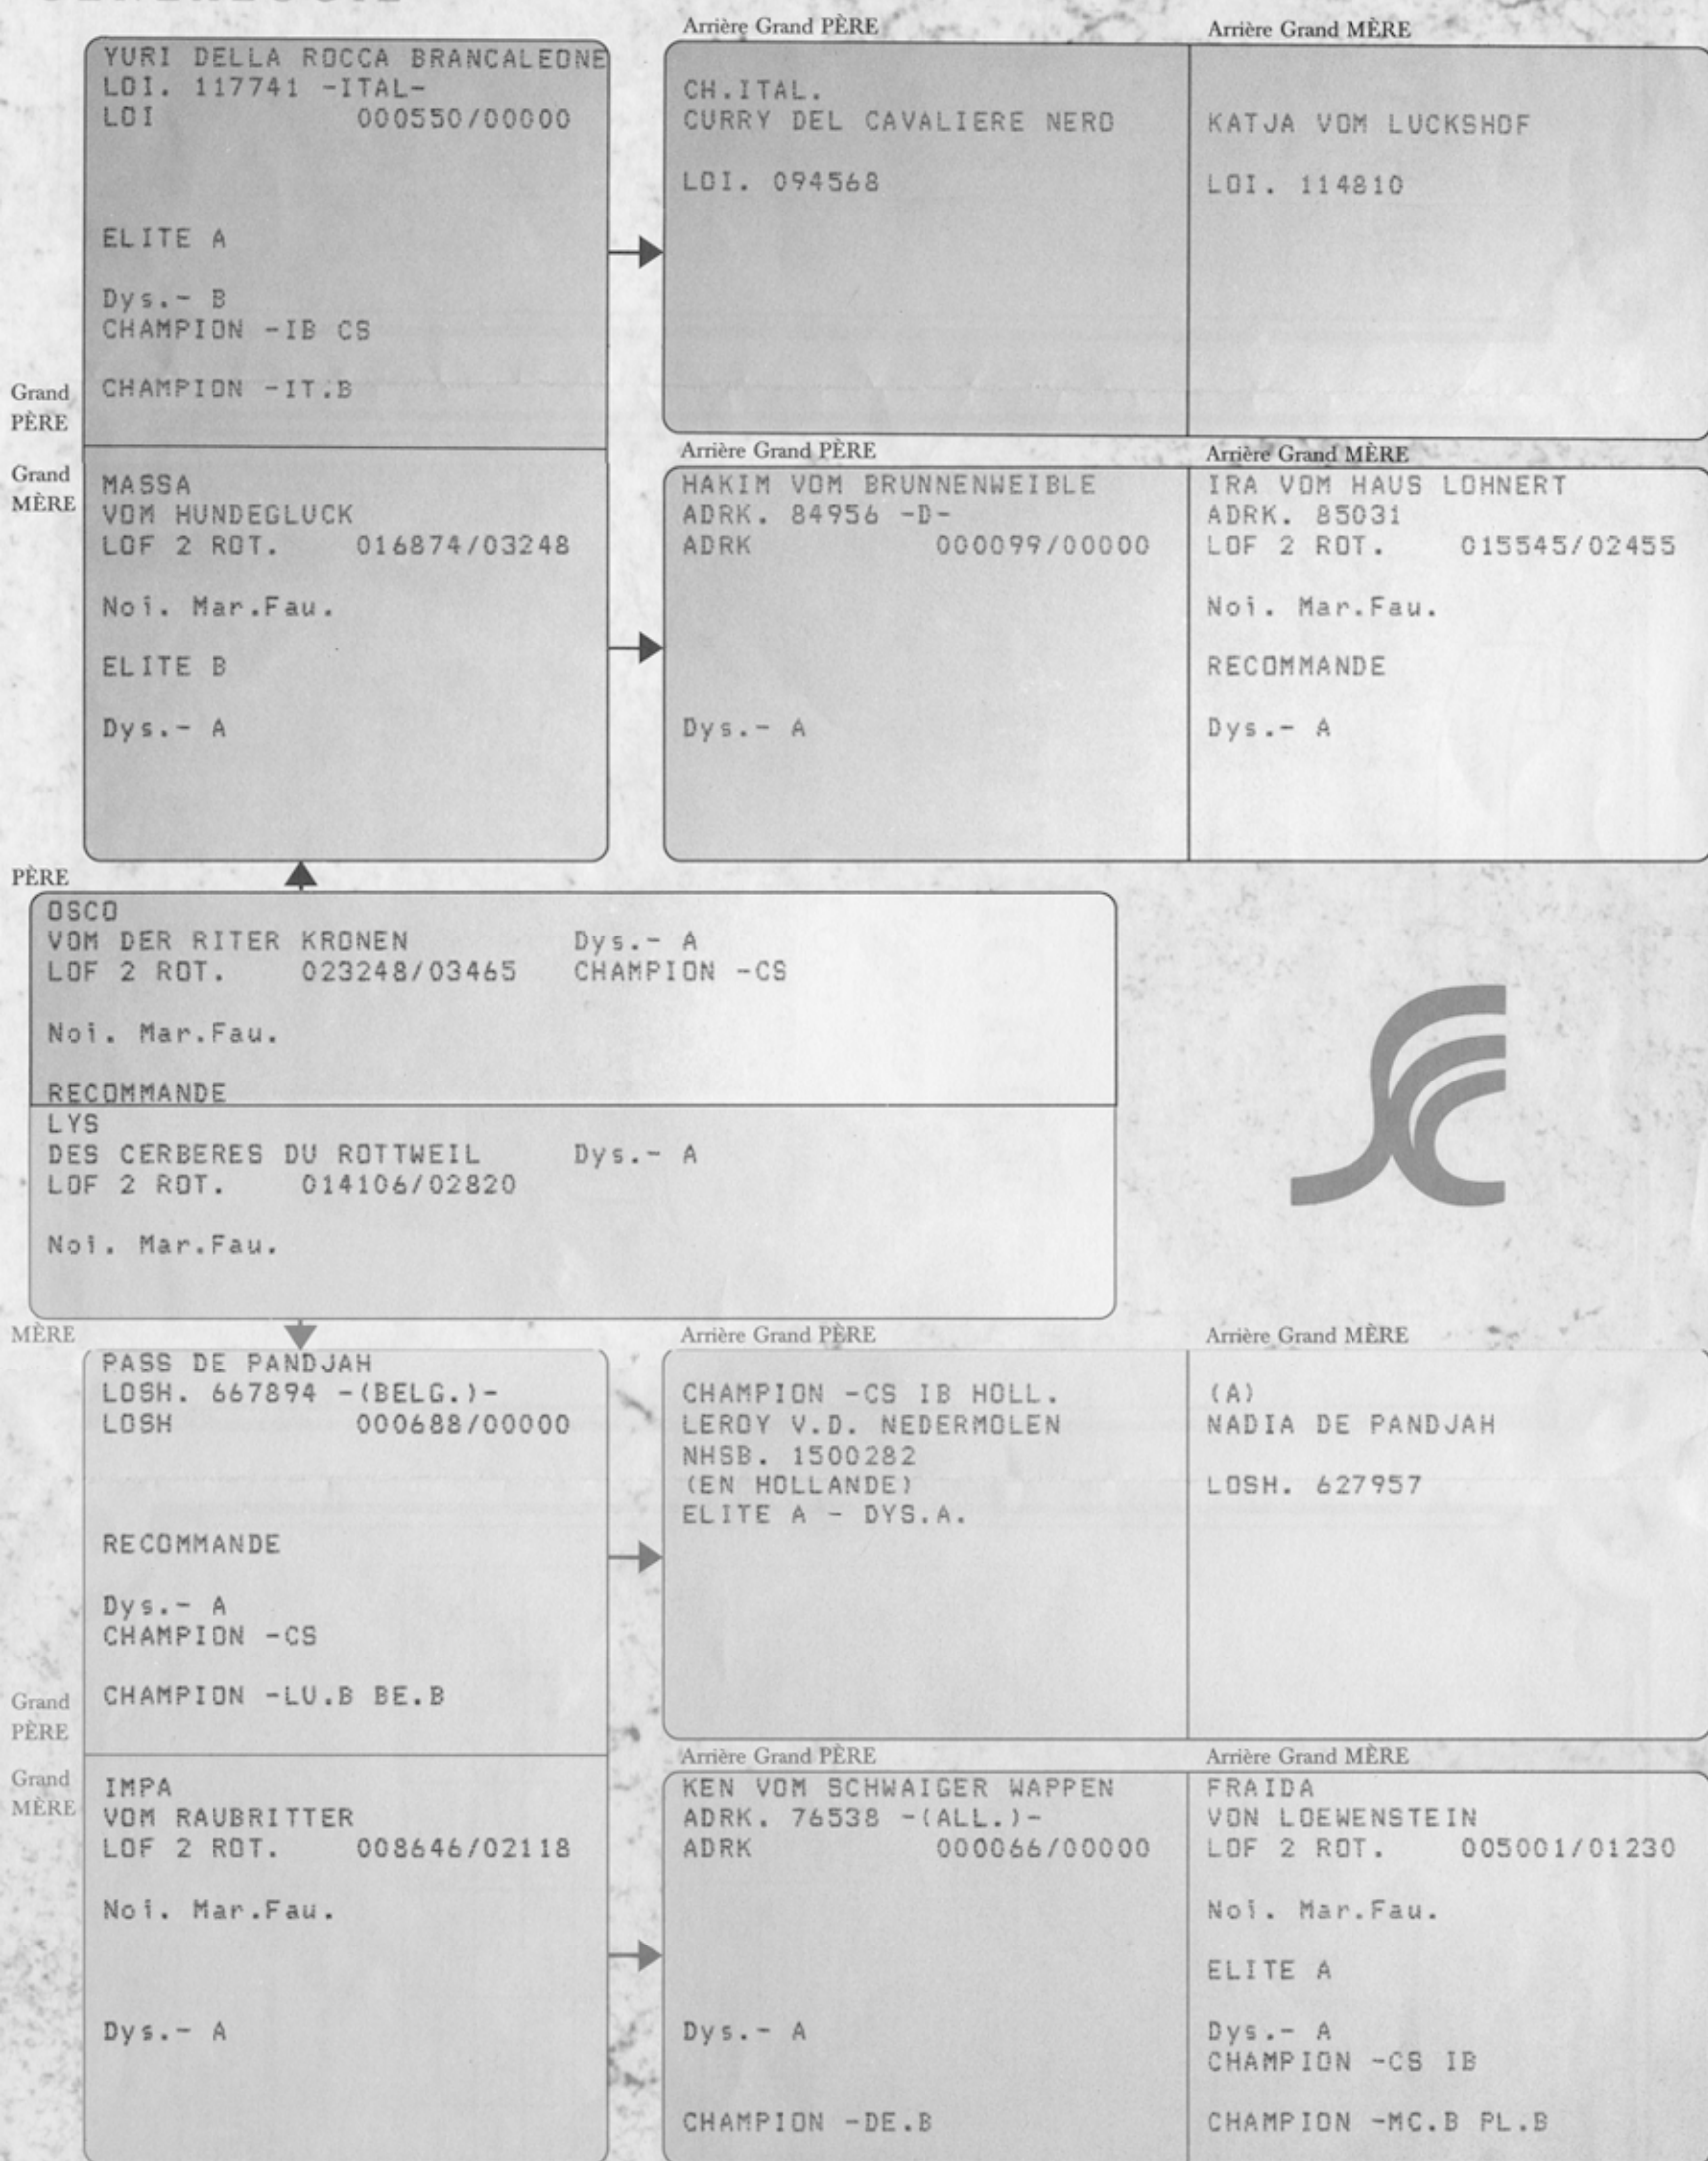 Arrière Grand PÈRE
Arrière Grand MÈRE
YURI DELLA ROCCA BRANCALEONE
LOI. 117741 -ITAL-
LOI 000550/00000
ELITE A
Dys.- B
CHAMPION -IB CS
CHAMPION -IT.B
CH.ITAL.
CURRY DEL CAVALIERE NERO
LOI. 094568
KATJA VOM LUCKSHOF
LOI. 114810
Grand
PÈRE
Grand
MÈRE
MASSA
VOM HUNDEGLUCK
LOF 2 ROT. 016874/03248
Noi. Mar.Fau.
ELITE B
Dys.- A
Arrière Grand PÈRE
HAKIM VOM BRUNNENWEIBLE
ADRK. 84956 -D-
ADRK 000099/00000
Dys.- A
Arrière Grand MÈRE
IRA VOM HAUS LOHNERT
ADRK. 85031
LOF 2 ROT. 015545/02455
Noi. Mar.Fau.
RECOMMANDE
Dys.- A
PÈRE
OSCO
VOM DER RITER KRONEN Dys.- A
LOF 2 ROT. 023248/03465 CHAMPION -CS
Noi. Mar.Fau.
RECOMMANDE
LYS
DES CERBERES DU ROTTWEIL Dys.- A
LOF 2 ROT. 014106/02820
Noi. Mar.Fau.
MÈRE
PASS DE PANDJAH
LOSH. 667894 -(BELG.)-
LOSH 000688/00000
RECOMMANDE
Dys.- A
CHAMPION -CS
CHAMPION -LU.B BE.B
Arrière Grand PÈRE
CHAMPION -CS IB HOLL.
LEROY V.D. NEDERMOLEN
NHSB. 1500282
(EN HOLLANDE)
ELITE A - DYS.A.
Arrière Grand MÈRE
(A)
NADIA DE PANDJAH
LOSH. 627957
Grand
PÈRE
Grand
MÈRE
IMPA
VOM RAUBRITTER
LOF 2 ROT. 008646/02118
Noi. Mar.Fau.
Dys.- A
Arrière Grand PÈRE
KEN VOM SCHWAIGER WAPPEN
ADRK. 76538 -(ALL.)-
ADRK 000066/00000
Dys.- A
CHAMPION -DE.B
Arrière Grand MÈRE
FRAIDA
VON LOEWENSTEIN
LOF 2 ROT. 005001/01230
Noi. Mar.Fau.
ELITE A
Dys.- A
CHAMPION -CS IB
CHAMPION -MC.B PL.B